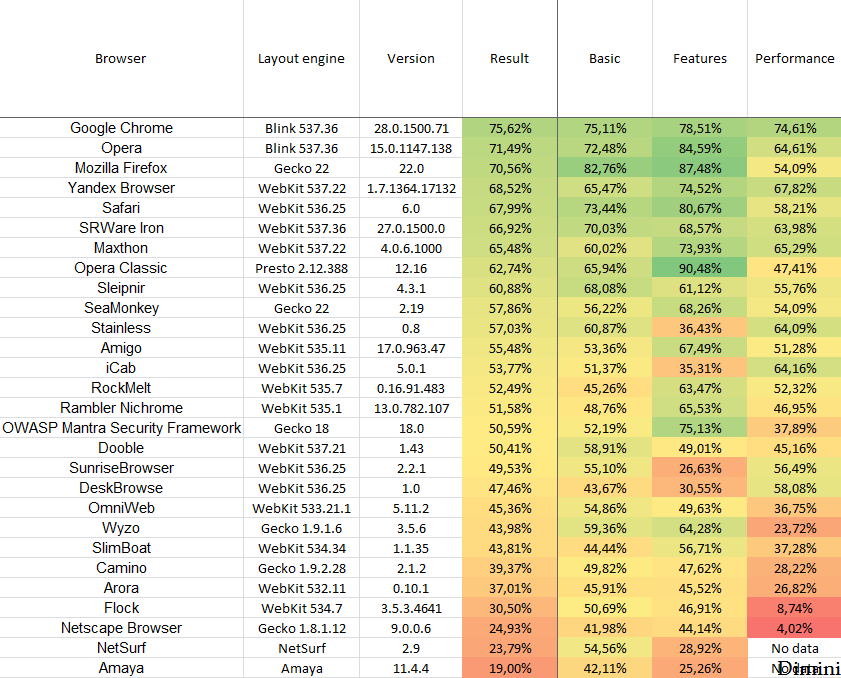 Browser Layout engine Version Result Basic Features Performance
Google Chrome Blink 537.36 28.0.1500.71 75,62% 75,11% 78,51% 74,61%
Opera Blink 537.36 15.0.1147.138 71,49% 72,48% 84,59% 64,61%
Mozilla Firefox Gecko 22 22.0 70,56% 82,76% 87,48% 54,09%
Yandex Browser WebKit 537.22 1.7.1364.17132 68,52% 65,47% 74,52% 67,82%
Safari WebKit 536.25 6.0 67,99% 73,44% 80,67% 58,21%
SRWare Iron WebKit 537.36 27.0.1500.0 66,92% 70,03% 68,57% 63,98%
Maxthon WebKit 537.22 4.0.6.1000 65,48% 60,02% 73,93% 65,29%
Opera Classic Presto 2.12.388 12.16 62,74% 65,94% 90,48% 47,41%
Sleipnir WebKit 536.25 4.3.1 60,88% 68,08% 61,12% 55,76%
SeaMonkey Gecko 22 2.19 57,86% 56,22% 68,26% 54,09%
Stainless WebKit 536.25 0.8 57,03% 60,87% 36,43% 64,09%
Amigo WebKit 535.11 17.0.963.47 55,48% 53,36% 67,49% 51,28%
iCab WebKit 536.25 5.0.1 53,77% 51,37% 35,31% 64,16%
RockMelt WebKit 535.7 0.16.91.483 52,49% 45,26% 63,47% 52,32%
Rambler Nichrome WebKit 535.1 13.0.782.107 51,58% 48,76% 65,53% 46,95%
OWASP Mantra Security Framework Gecko 18 18.0 50,59% 52,19% 75,13% 37,89%
Dooble WebKit 537.21 1.43 50,41% 58,91% 49,01% 45,16%
SunriseBrowser WebKit 536.25 2.2.1 49,53% 55,10% 26,63% 56,49%
DeskBrowse WebKit 536.25 1.0 47,46% 43,67% 30,55% 58,08%
OmniWeb WebKit 533.21.1 5.11.2 45,36% 54,86% 49,63% 36,75%
Wyzo Gecko 1.9.1.6 3.5.6 43,98% 59,36% 64,28% 23,72%
SlimBoat WebKit 534.34 1.1.35 43,81% 44,44% 56,71% 37,28%
Camino Gecko 1.9.2.28 2.1.2 39,37% 49,82% 47,62% 28,22%
Arora WebKit 532.11 0.10.1 37,01% 45,91% 45,52% 26,82%
Flock WebKit 534.7 3.5.3.4641 30,50% 50,69% 46,91% 8,74%
Netscape Browser Gecko 1.8.1.12 9.0.0.6 24,93% 41,98% 44,14% 4,02%
NetSurf NetSurf 2.9 23,79% 54,56% 28,92% No data
Amaya Amaya 11.4.4 19,00% 42,11% 25,26% No data